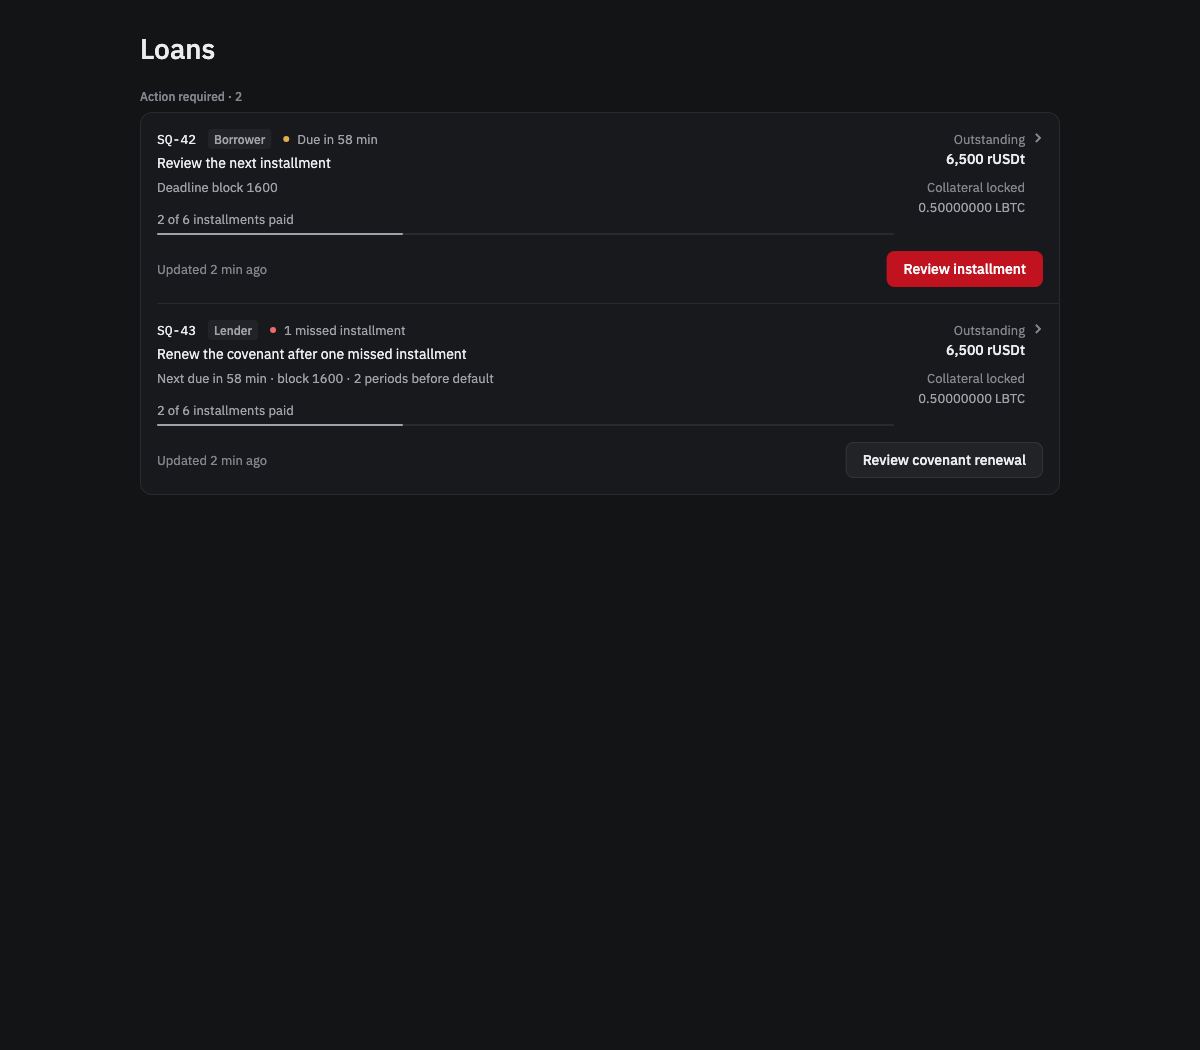 Loans
Action required · 2
SQ-42 Borrower Due in 58 min
Outstanding
Review the next installment
6,500 rUSDt
Deadline block 1600
Collateral locked
0.50000000 LBTC
2 of 6 installments paid
Updated 2 min ago
Review installment
SQ-43 Lender 1 missed installment
Outstanding
Renew the covenant after one missed installment
6,500 rUSDt
Next due in 58 min · block 1600 · 2 periods before default
Collateral locked
0.50000000 LBTC
2 of 6 installments paid
Updated 2 min ago
Review covenant renewal